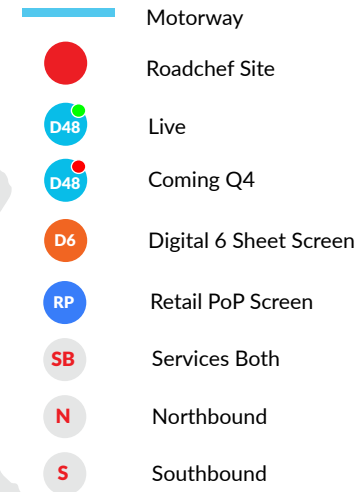 Motorway
Roadchef Site
D48 Live
D48 Coming Q4
D6 Digital 6 Sheet Screen
RP Retail PoP Screen
SB Services Both
N Northbound
S Southbound